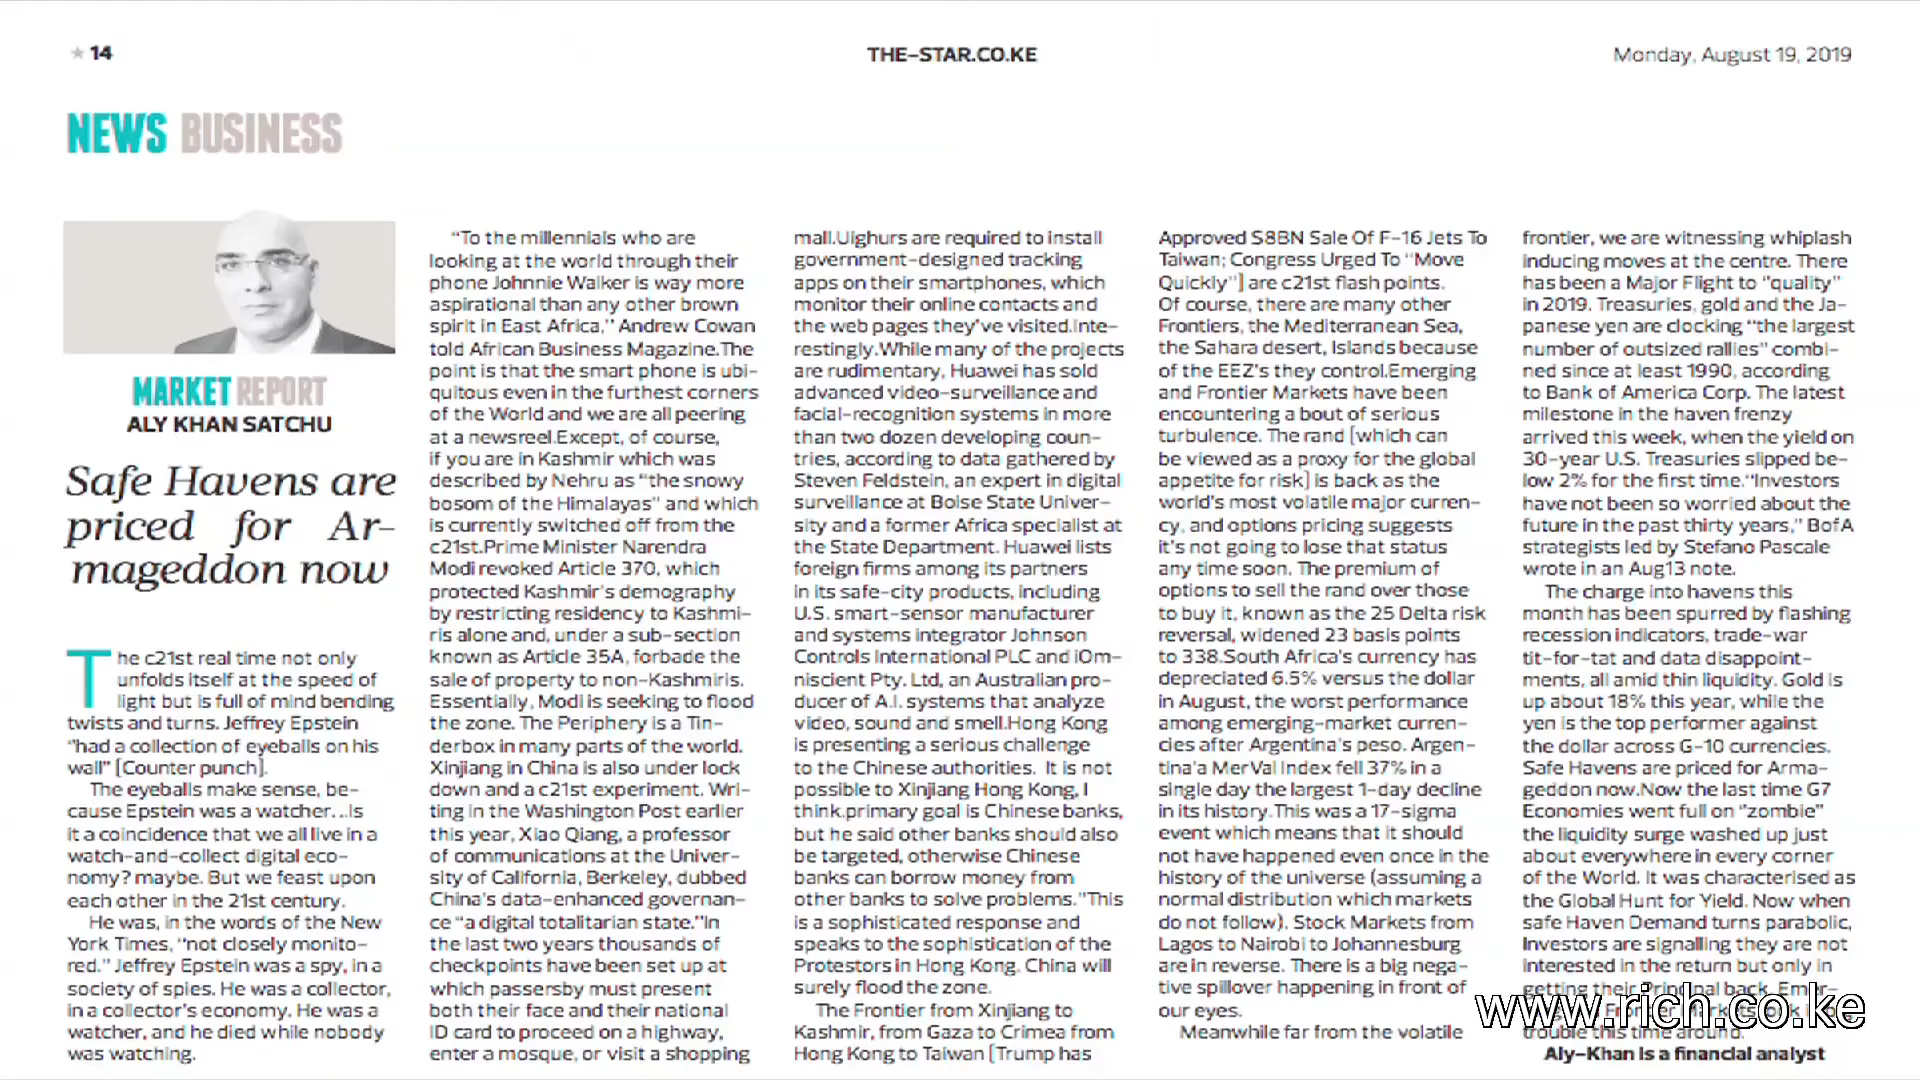 ★ 14
THE-STAR.CO.KE
Monday, August 19, 2019
NEWS BUSINESS
MARKET REPORT
ALY KHAN SATCHU
Safe Havens are
priced for Ar-
mageddon now
The c21st real time not only
unfolds itself at the speed of
light but is full of mind bending
twists and turns. Jeffrey Epstein
"had a collection of eyeballs on his
wall" [Counter punch].
The eyeballs make sense, be-
cause Epstein was a watcher...Is
it a coincidence that we all live in a
watch-and-collect digital eco-
nomy? maybe. But we feast upon
each other in the 21st century.
He was, in the words of the New
York Times, "not closely monito-
red." Jeffrey Epstein was a spy, in a
society of spies. He was a collector,
in a collector's economy. He was a
watcher, and he died while nobody
was watching.
"To the millennials who are
looking at the world through their
phone Johnnie Walker is way more
aspirational than any other brown
spirit in East Africa," Andrew Cowan
told African Business Magazine.The
point is that the smart phone is ubi-
quitous even in the furthest corners
of the World and we are all peering
at a newsreel.Except, of course,
if you are in Kashmir which was
described by Nehru as "the snowy
bosom of the Himalayas" and which
is currently switched off from the
c21st.Prime Minister Narendra
Modi revoked Article 370, which
protected Kashmir's demography
by restricting residency to Kashmi-
ris alone and, under a sub-section
known as Article 35A, forbade the
sale of property to non-Kashmiris.
Essentially, Modi is seeking to flood
the zone. The Periphery is a Tin-
derbox in many parts of the world.
Xinjiang in China is also under lock
down and a c21st experiment. Wri-
ting in the Washington Post earlier
this year, Xiao Qiang, a professor
of communications at the Univer-
sity of California, Berkeley, dubbed
China's data-enhanced governan-
ce "a digital totalitarian state."In
the last two years thousands of
checkpoints have been set up at
which passersby must present
both their face and their national
ID card to proceed on a highway,
enter a mosque, or visit a shopping
mall.Uighurs are required to install
government-designed tracking
apps on their smartphones, which
monitor their online contacts and
the web pages they've visited.Inte-
restingly.While many of the projects
are rudimentary, Huawei has sold
advanced video-surveillance and
facial-recognition systems in more
than two dozen developing coun-
tries, according to data gathered by
Steven Feldstein, an expert in digital
surveillance at Boise State Univer-
sity and a former Africa specialist at
the State Department. Huawei lists
foreign firms among its partners
in its safe-city products, including
U.S. smart-sensor manufacturer
and systems integrator Johnson
Controls International PLC and iOm-
niscient Pty. Ltd, an Australian pro-
ducer of A.I. systems that analyze
video, sound and smell.Hong Kong
is presenting a serious challenge
to the Chinese authorities. It is not
possible to Xinjiang Hong Kong, I
think.primary goal is Chinese banks,
but he said other banks should also
be targeted, otherwise Chinese
banks can borrow money from
other banks to solve problems."This
is a sophisticated response and
speaks to the sophistication of the
Protestors in Hong Kong. China will
surely flood the zone.
The Frontier from Xinjiang to
Kashmir, from Gaza to Crimea from
Hong Kong to Taiwan [Trump has
Approved $8BN Sale Of F-16 Jets To
Taiwan; Congress Urged To "Move
Quickly"] are c21st flash points.
Of course, there are many other
Frontiers, the Mediterranean Sea,
the Sahara desert, Islands because
of the EEZ's they control.Emerging
and Frontier Markets have been
encountering a bout of serious
turbulence. The rand [which can
be viewed as a proxy for the global
appetite for risk] is back as the
world's most volatile major curren-
cy, and options pricing suggests
it's not going to lose that status
any time soon. The premium of
options to sell the rand over those
to buy it, known as the 25 Delta risk
reversal, widened 23 basis points
to 338.South Africa's currency has
depreciated 6.5% versus the dollar
in August, the worst performance
among emerging-market curren-
cies after Argentina's peso. Argen-
tina'a MerVal Index fell 37% in a
single day the largest 1-day decline
in its history.This was a 17-sigma
event which means that it should
not have happened even once in the
history of the universe (assuming a
normal distribution which markets
do not follow). Stock Markets from
Lagos to Nairobi to Johannesburg
are in reverse. There is a big nega-
tive spillover happening in front of
our eyes.
Meanwhile far from the volatile
frontier, we are witnessing whiplash
inducing moves at the centre. There
has been a Major Flight to "quality"
in 2019. Treasuries, gold and the Ja-
panese yen are clocking "the largest
number of outsized rallies" combi-
ned since at least 1990, according
to Bank of America Corp. The latest
milestone in the haven frenzy
arrived this week, when the yield on
30-year U.S. Treasuries slipped be-
low 2% for the first time."Investors
have not been so worried about the
future in the past thirty years," BofA
strategists led by Stefano Pascale
wrote in an Aug13 note.
The charge into havens this
month has been spurred by flashing
recession indicators, trade-war
tit-for-tat and data disappoint-
ments, all amid thin liquidity. Gold is
up about 18% this year, while the
yen is the top performer against
the dollar across G-10 currencies.
Safe Havens are priced for Arma-
geddon now.Now the last time G7
Economies went full on "zombie"
the liquidity surge washed up just
about everywhere in every corner
of the World. It was characterised as
the Global Hunt for Yield. Now when
safe Haven Demand turns parabolic,
Investors are signalling they are not
interested in the return but only in
getting their Principal back. Emer-
Frontier Markets
trouble this time around.
Aly-Khan is a financial analyst
www.rich.co.ke